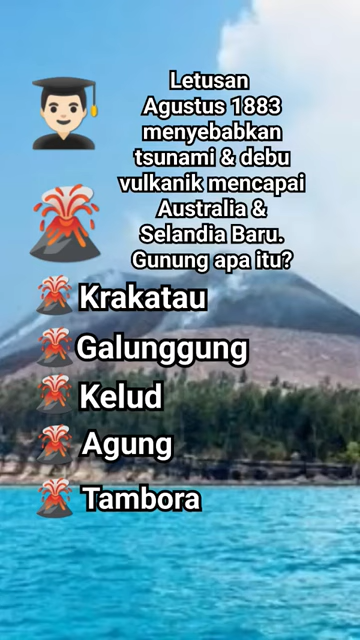 Letusan
Agustus 1883
menyebabkan
tsunami & debu
vulkanik mencapai
Australia &
Selandia Baru.
Gunung apa itu?
Krakatau
Galunggung
Kelud
Agung
Tambora